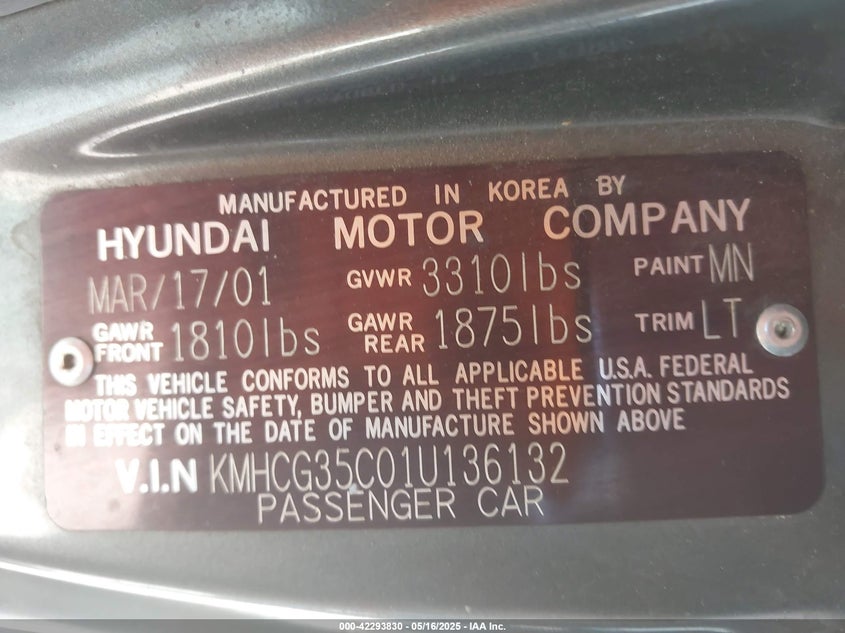 MANUFACTURED IN KOREA BY
HYUNDAI MOTOR COMPANY
MAR/17/01 GVWR 3310lbs PAINT MN
GAWR FRONT 1810lbs GAWR REAR 1875lbs TRIM LT
THIS VEHICLE CONFORMS TO ALL APPLICABLE U.S.A. FEDERAL
MOTOR VEHICLE SAFETY, BUMPER AND THEFT PREVENTION STANDARDS
IN EFFECT ON THE DATE OF MANUFACTURE SHOWN ABOVE
V.I.N KMHCG35C01U136132
PASSENGER CAR
000-42293830 - 05/16/2025 - IAA Inc.